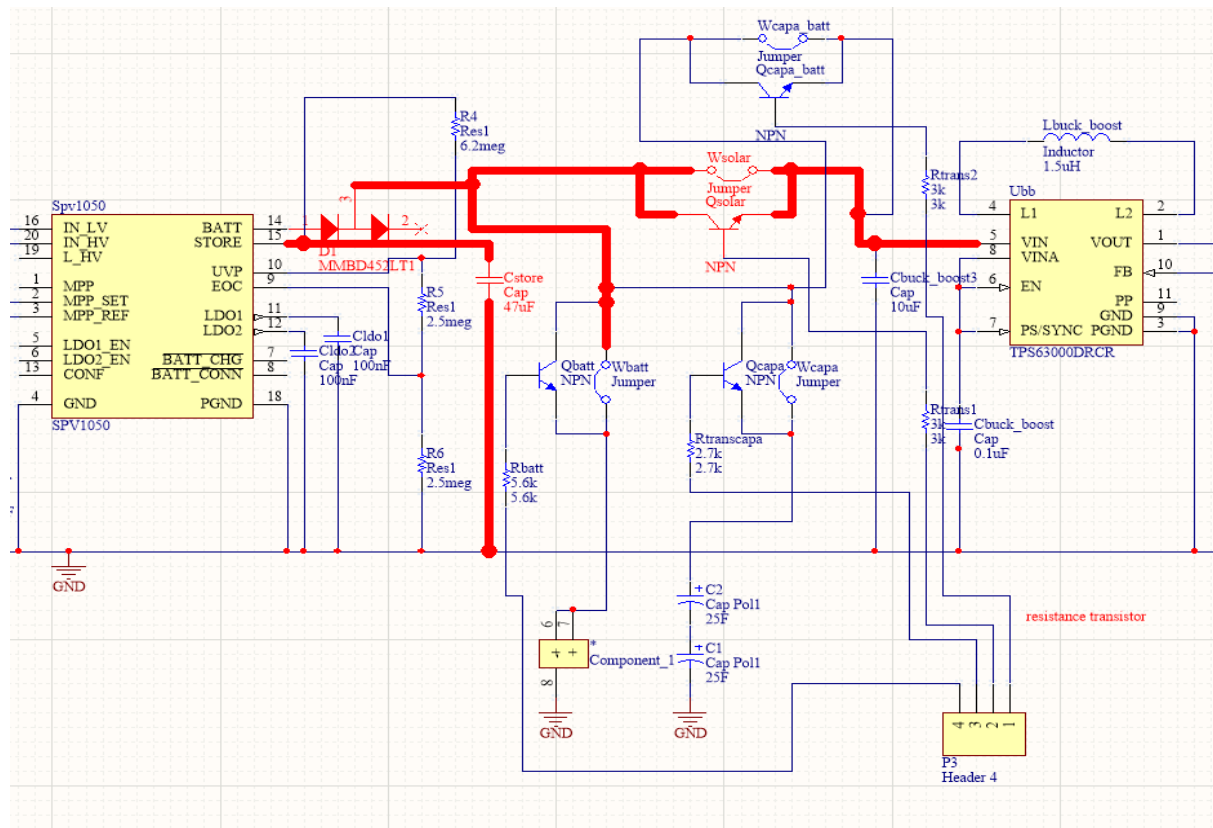 Wcapa_batt
Jumper
Qcapa_batt
NPN
R4
Res1
6.2meg
Lbuck_boost
Inductor
1.5uH
Wsolar
Jumper
Qsolar
NPN
Rtrans2
3k
3k
Spv1050
16 IN_LV
20 IN_HV
19 L_HV
1 MPP
2 MPP_SET
3 MPP_REF
5 LDO1_EN
6 LDO2_EN
13 CONF
4 GND
BATT 14
STORE 15
UVP 10
EOC 9
LDO1 11
LDO2 12
BATT_CHG 7
BATT_CONN 8
PGND 18
SPV1050
1
3
2
D1
MMBD452LT1
Cstore
Cap
47uF
R5
Res1
2.5meg
Cldo1
Cap
100nF
Cldo2
Cap
100nF
R6
Res1
2.5meg
Qbatt
NPN
Wbatt
Jumper
Qcapa
NPN
Wcapa
Jumper
Rbatt
5.6k
5.6k
Rtranscapa
2.7k
2.7k
Ubb
4 L1
5 VIN
8 VINA
6 EN
7 PS/SYNC
L2 2
VOUT 1
FB 10
PP 11
GND 9
PGND 3
TPS63000DRCR
Cbuck_boost3
Cap
10uF
Rtrans1
3k
3k
Cbuck_boost
Cap
0.1uF
GND
6
7
+ +
*
Component_1
8
GND
+ C2
Cap Pol1
25F
+ C1
Cap Pol1
25F
GND
resistance transistor
4 3 2 1
P3
Header 4